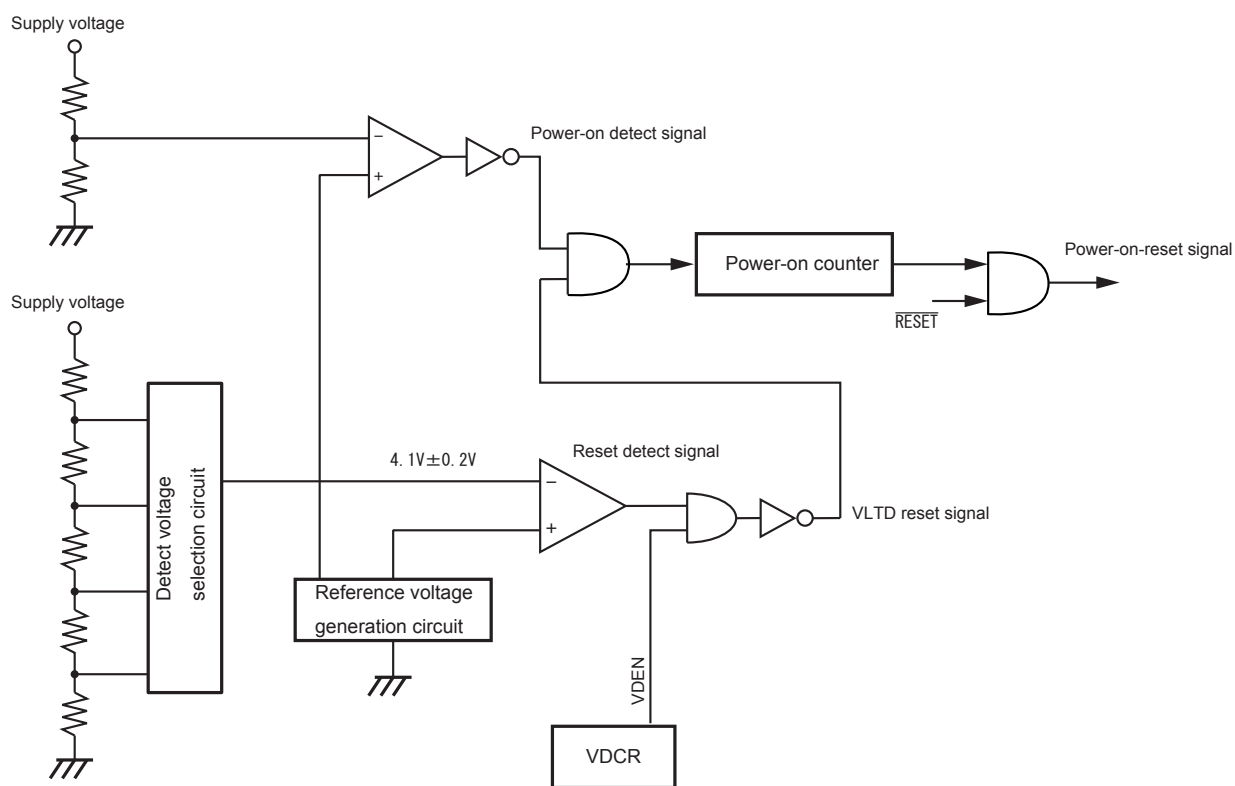 Supply voltage
−
+
Power-on detect signal
Power-on counter
R̅E̅S̅E̅T̅
Power-on-reset signal
Supply voltage
Detect voltage
selection circuit
4.1V±0.2V
Reset detect signal
−
+
VLTD reset signal
Reference voltage
generation circuit
VDEN
VDCR